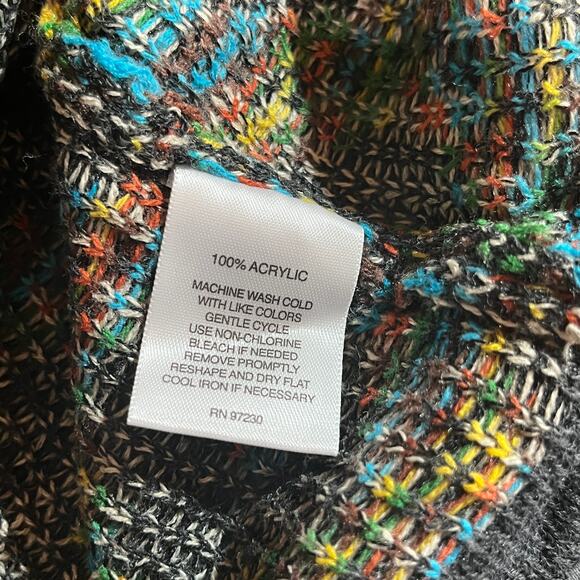 100% ACRYLIC
MACHINE WASH COLD
WITH LIKE COLORS
GENTLE CYCLE
USE NON-CHLORINE
BLEACH IF NEEDED
REMOVE PROMPTLY
RESHAPE AND DRY FLAT
COOL IRON IF NECESSARY
RN 97230